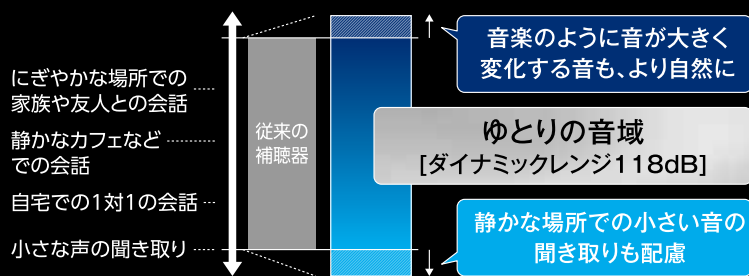 にぎやかな場所での
家族や友人との会話
静かなカフェなど
での会話
自宅での1対1の会話
小さな声の聞き取り
従来の
補聴器
音楽のように音が大きく
変化する音も、より自然に
ゆとりの音域
[ダイナミックレンジ118dB]
静かな場所での小さい音の
聞き取りも配慮